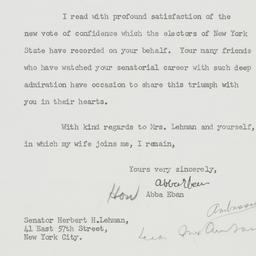 I read with profound satisfaction of the
new vote of confidence which the electors of New York
State have recorded on your behalf. Your many friends
who have watched your senatorial career with such deep
admiration have occasion to share this triumph with
you in their hearts.
With kind regards to Mrs. Lehman and yourself,
in which my wife joins me, I remain,
Yours very sincerely,
Abba Eban
Hon Abba Eban
Senator Herbert H.Lehman,
41 East 57th Street,
New York City.